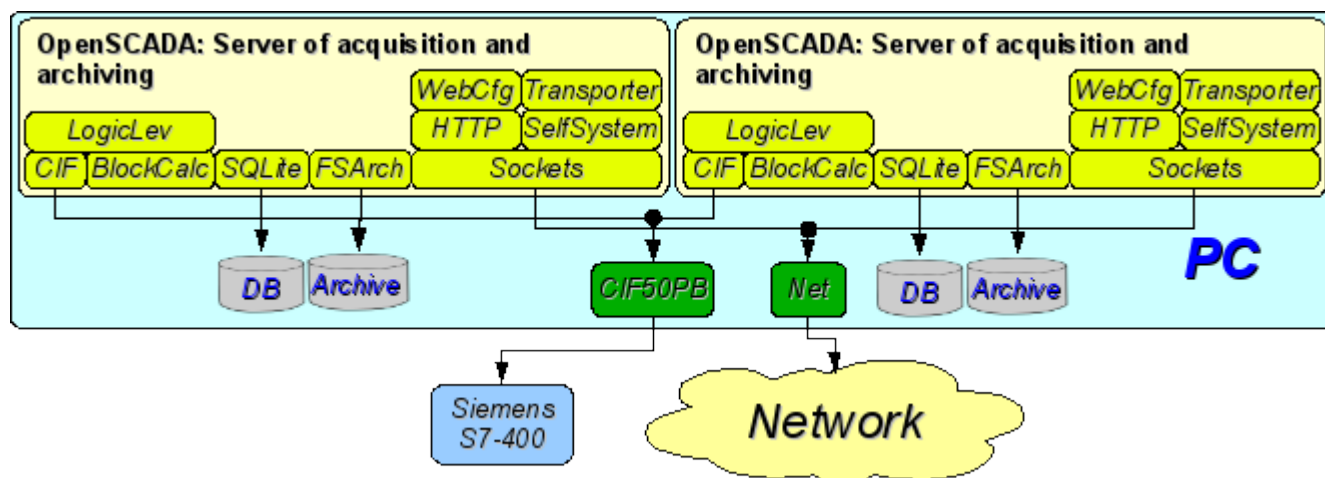 OpenSCADA: Server of acquisition and
archiving
WebCfg Transporter
LogicLev HTTP SelfSystem
CIF BlockCalc SQLite FSArch Sockets
OpenSCADA: Server of acquisition and
archiving
WebCfg Transporter
LogicLev HTTP SelfSystem
CIF BlockCalc SQLite FSArch Sockets
DB Archive CIF50PB Net DB Archive PC
Siemens
S7-400
Network